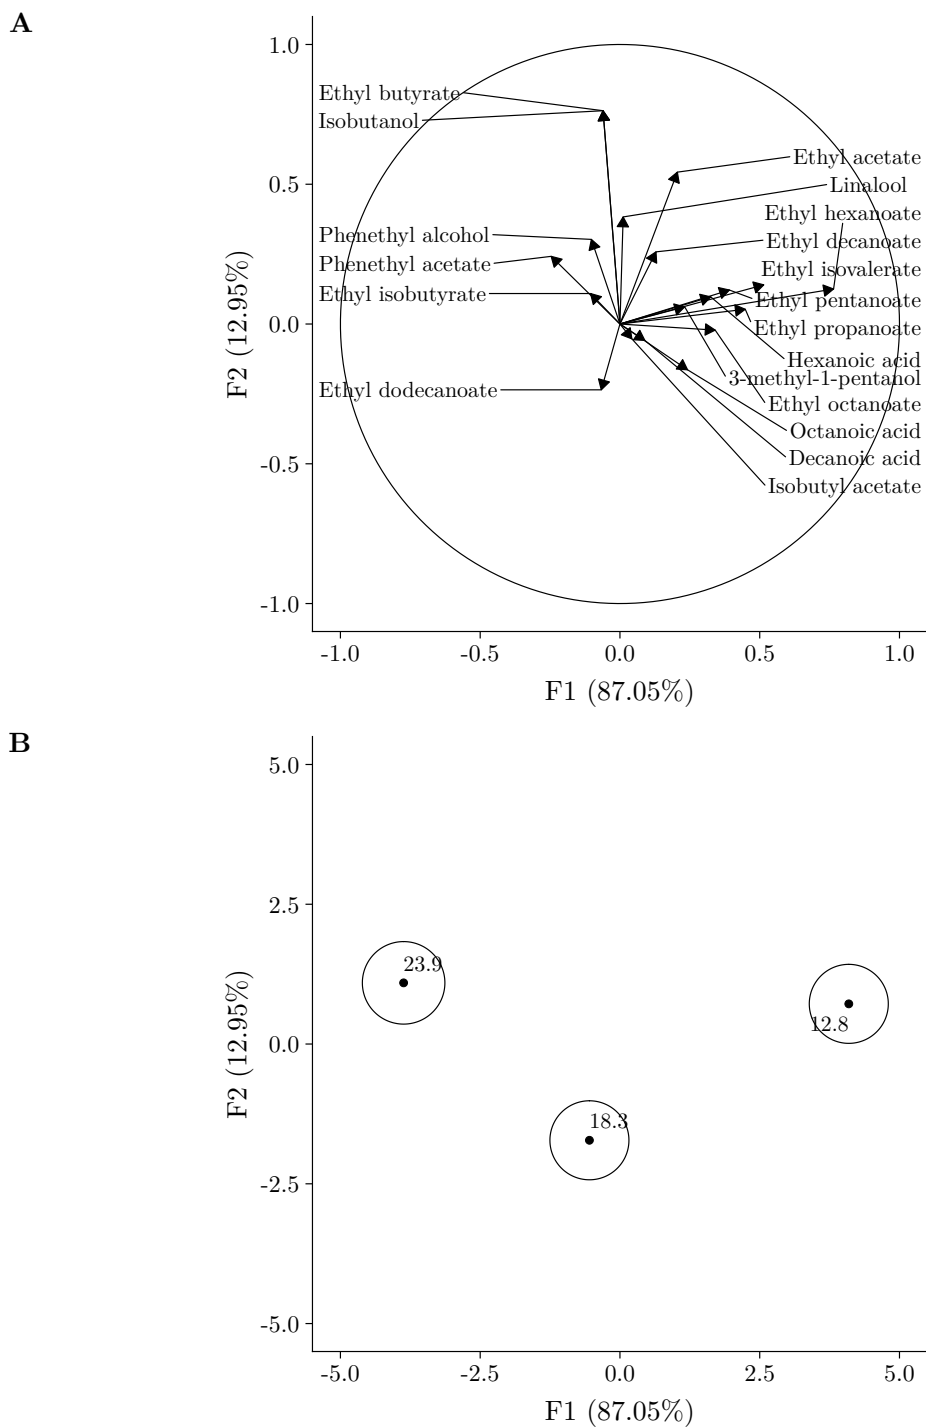 A
1.0
0.5
0.0
-0.5
-1.0
F2 (12.95%)
Ethyl butyrate
Isobutanol
Phenethyl alcohol
Phenethyl acetate
Ethyl isobutyrate
Ethyl dodecanoate
Ethyl acetate
Linalool
Ethyl hexanoate
Ethyl decanoate
Ethyl isovalerate
Ethyl pentanoate
Ethyl propanoate
Hexanoic acid
3-methyl-1-pentanol
Ethyl octanoate
Octanoic acid
Decanoic acid
Isobutyl acetate
-1.0 -0.5 0.0 0.5 1.0
F1 (87.05%)
B
5.0
2.5
0.0
-2.5
-5.0
F2 (12.95%)
23.9
12.8
18.3
-5.0 -2.5 0.0 2.5 5.0
F1 (87.05%)